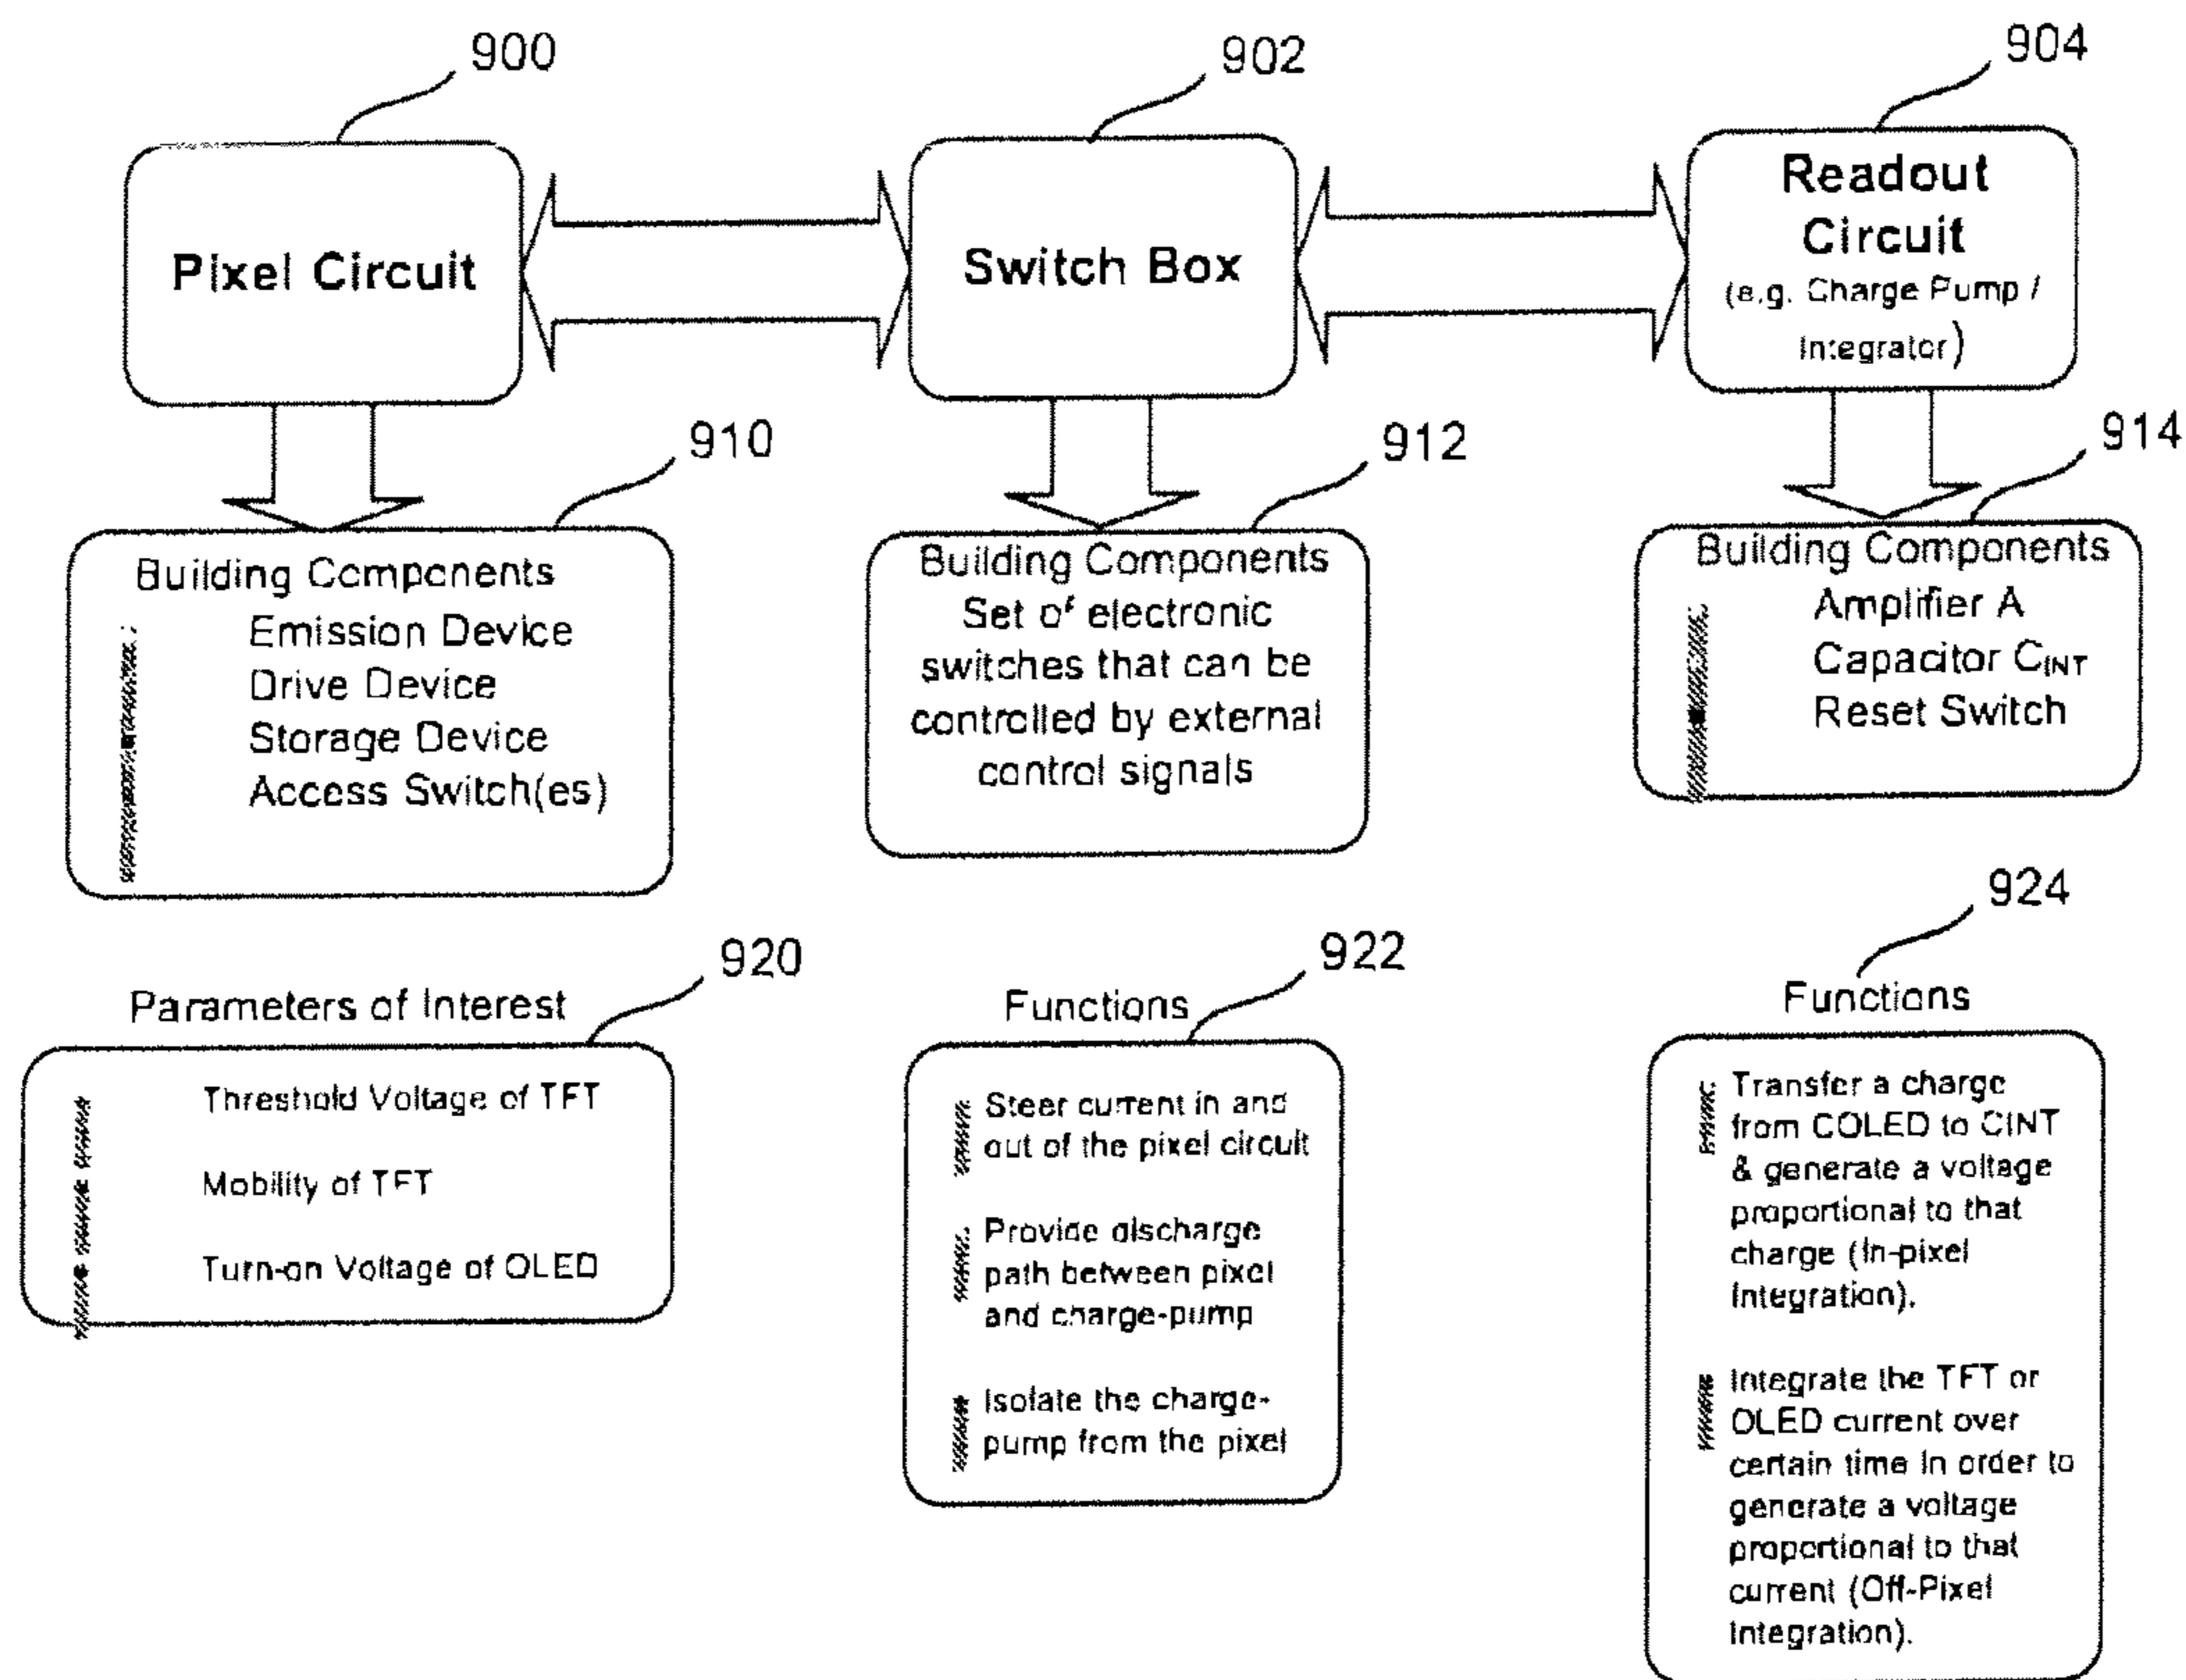 900
902
904
Pixel Circuit
Switch Box
Readout
Circuit
(e.g. Charge Pump /
Integrator)
910
912
914
Building Components
Emission Device
Drive Device
Storage Device
Access Switch(es)
Building Components
Set of electronic
switches that can be
controlled by external
control signals
Building Components
Amplifier A
Capacitor CINT
Reset Switch
920
922
924
Parameters of Interest
Threshold Voltage of TFT
Mobility of TFT
Turn-on Voltage of OLED
Functions
Steer current in and
out of the pixel circuit
Provide discharge
path between pixel
and charge-pump
Isolate the charge-
pump from the pixel
Functions
Transfer a charge
from COLED to CINT
& generate a voltage
proportional to that
charge (In-pixel
Integration).
Integrate the TFT or
OLED current over
certain time in order to
generate a voltage
proportional to that
current (Off-Pixel
Integration).